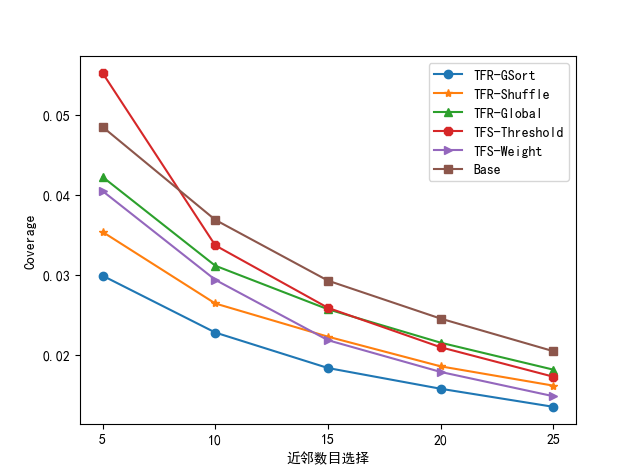 TFR-GSort
TFR-Shuffle
TFR-Global
TFS-Threshold
TFS-Weight
Base
Coverage
0.05
0.04
0.03
0.02
5
10
15
20
25
近邻数目选择